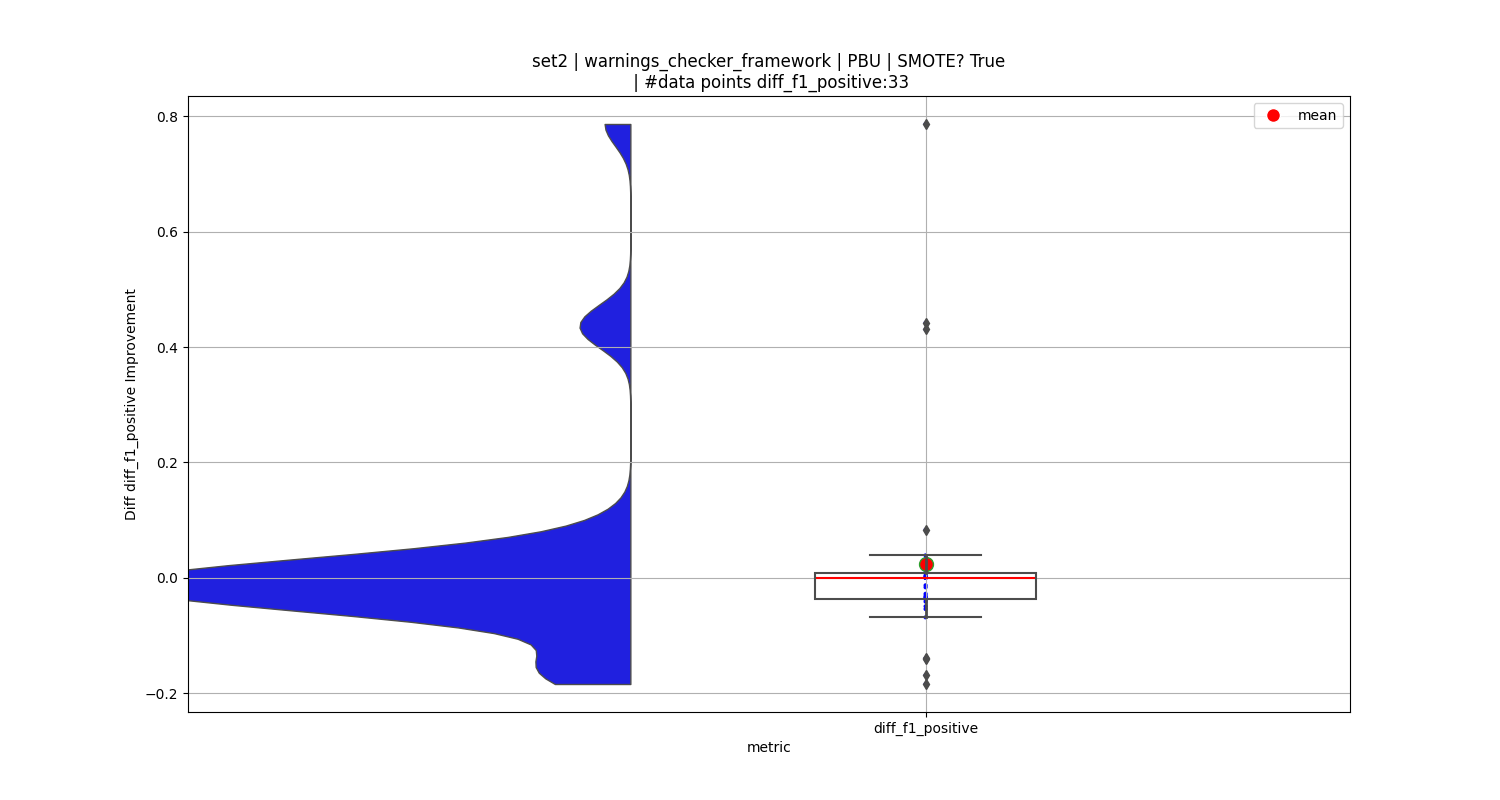 set2 | warnings_checker_framework | PBU | SMOTE? True
| #data points diff_f1_positive:33
mean
0.8
0.6
0.4
0.2
0.0
−0.2
Diff diff_f1_positive Improvement
diff_f1_positive
metric